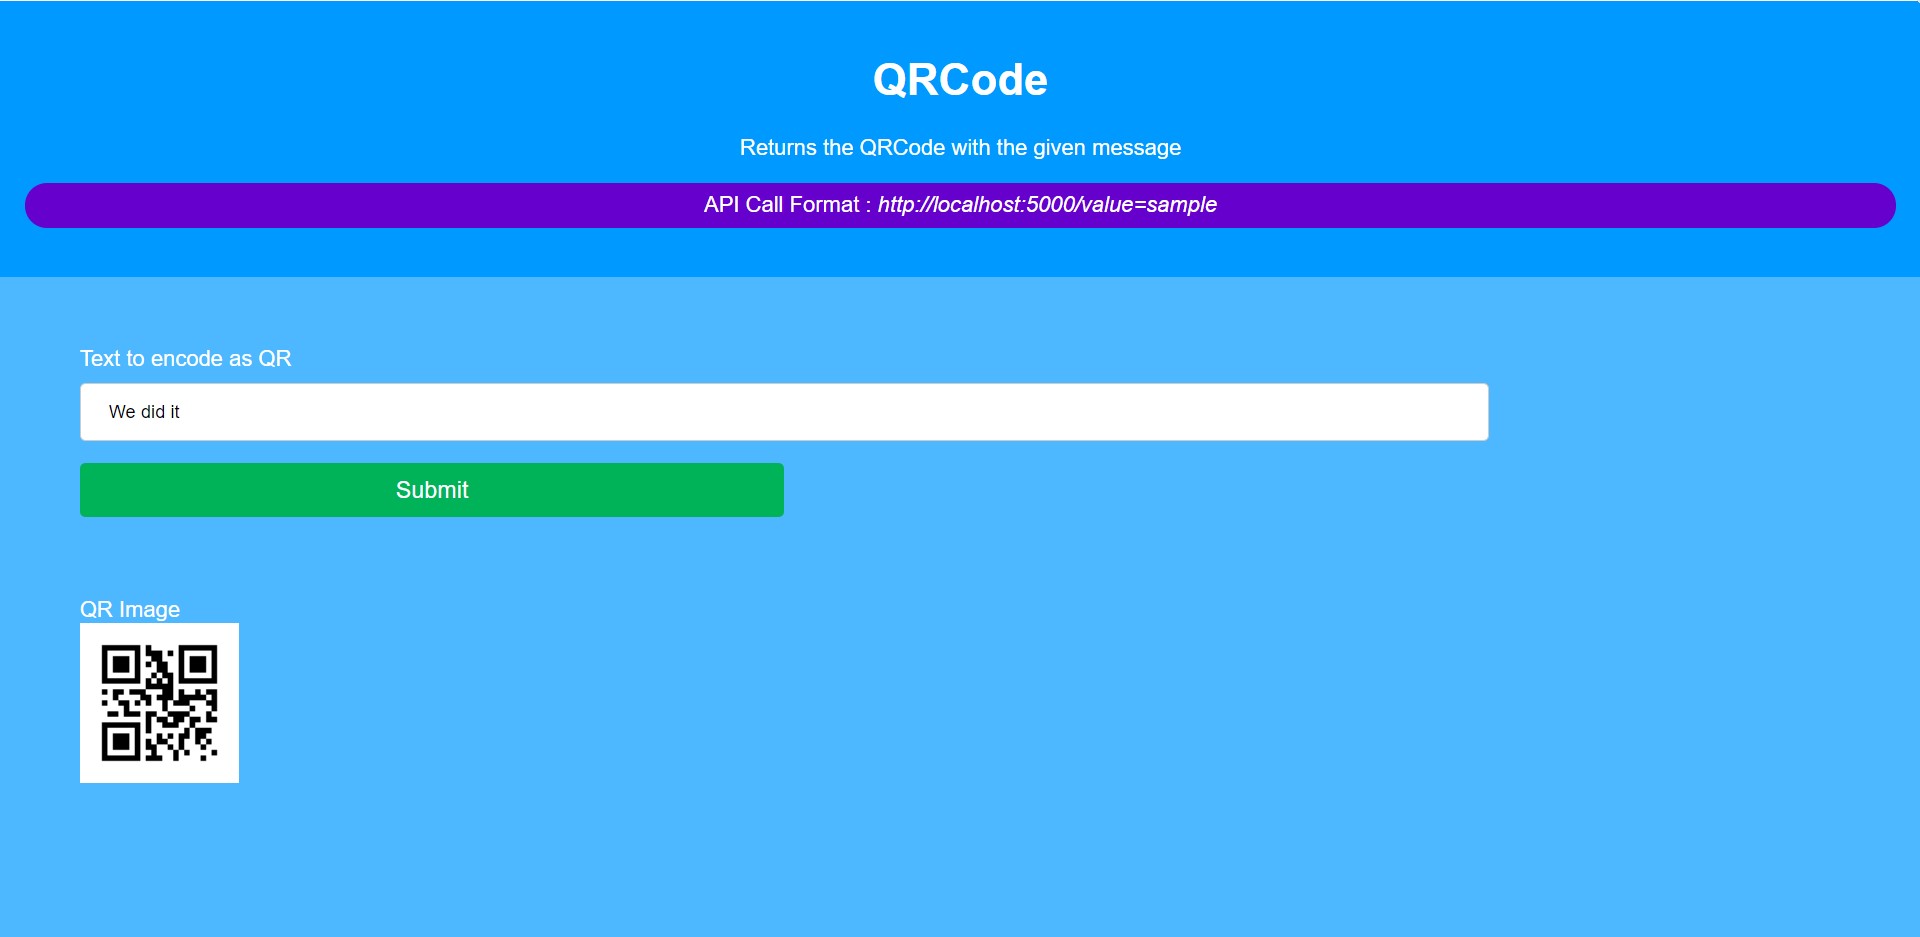 QRCode
Returns the QRCode with the given message
API Call Format : http://localhost:5000/value=sample
Text to encode as QR
We did it
Submit
QR Image